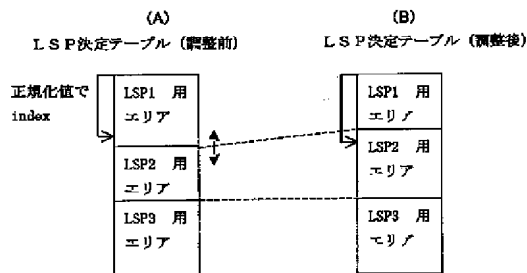 (A)
LSP決定テーブル (調整前)
正規化値で
index
LSP1 用
エリア
LSP2 用
エリア
LSP3 用
エリア
(B)
LSP決定テーブル (調整後)
LSP1 用
エリア
LSP2 用
エリア
LSP3 用
エリア